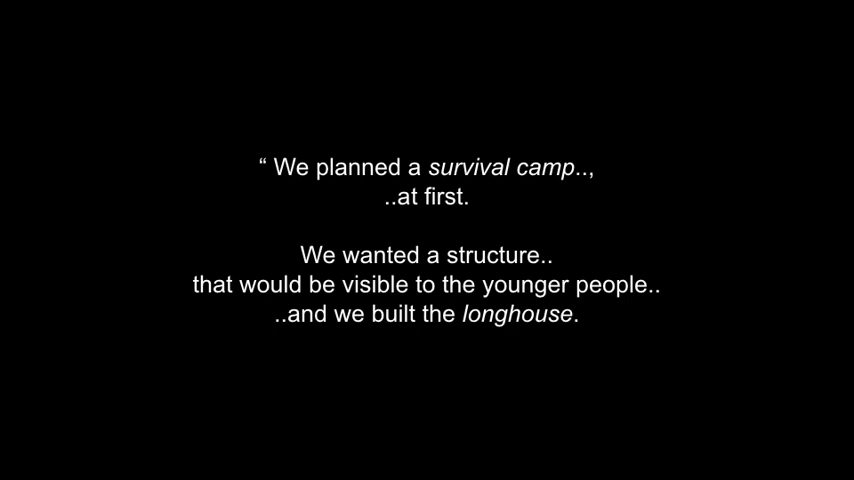 “ We planned a survival camp..,
..at first.
We wanted a structure..
that would be visible to the younger people..
..and we built the longhouse.